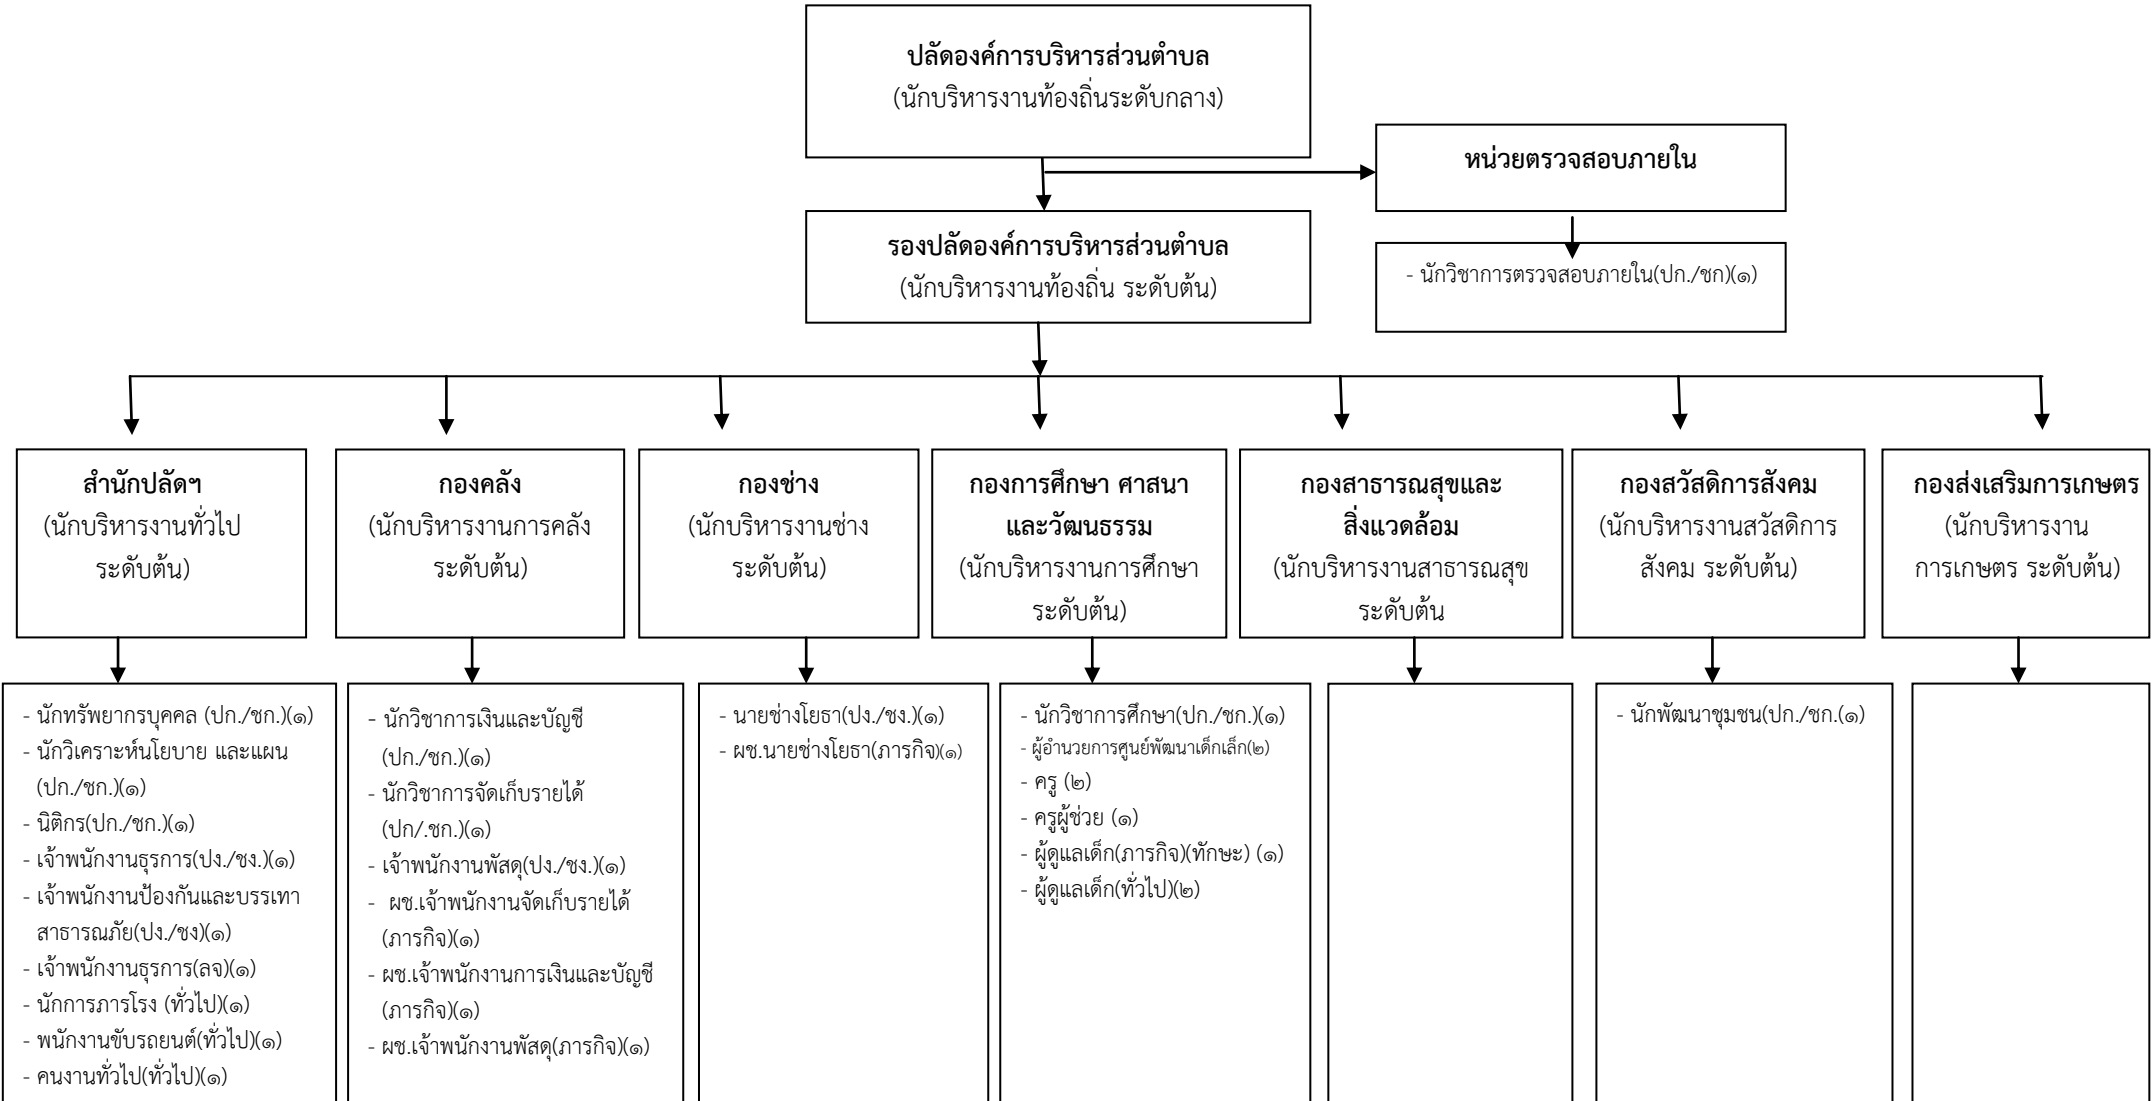 ปลัดองค์การบริหารส่วนตำบล
(นักบริหารงานท้องถิ่นระดับกลาง)
หน่วยตรวจสอบภายใน
- นักวิชาการตรวจสอบภายใน(ปก./ชก)(๑)
รองปลัดองค์การบริหารส่วนตำบล
(นักบริหารงานท้องถิ่น ระดับต้น)
สำนักปลัดฯ
(นักบริหารงานทั่วไป
ระดับต้น)
กองคลัง
(นักบริหารงานการคลัง
ระดับต้น)
กองช่าง
(นักบริหารงานช่าง
ระดับต้น)
กองการศึกษา ศาสนา
และวัฒนธรรม
(นักบริหารงานการศึกษา
ระดับต้น)
กองสาธารณสุขและ
สิ่งแวดล้อม
(นักบริหารงานสาธารณสุข
ระดับต้น
กองสวัสดิการสังคม
(นักบริหารงานสวัสดิการ
สังคม ระดับต้น)
กองส่งเสริมการเกษตร
(นักบริหารงาน
การเกษตร ระดับต้น)
- นักทรัพยากรบุคคล (ปก./ชก.)(๑)
- นักวิเคราะห์นโยบาย และแผน
(ปก./ชก.)(๑)
- นิติกร(ปก./ชก.)(๑)
- เจ้าพนักงานธุรการ(ปง./ชง.)(๑)
- เจ้าพนักงานป้องกันและบรรเทา
สาธารณภัย(ปง./ชง)(๑)
- เจ้าพนักงานธุรการ(ลจ)(๑)
- นักการภารโรง (ทั่วไป)(๑)
- พนักงานขับรถยนต์(ทั่วไป)(๑)
- คนงานทั่วไป(ทั่วไป)(๑)
- นักวิชาการเงินและบัญชี
(ปก./ชก.)(๑)
- นักวิชาการจัดเก็บรายได้
(ปก/.ชก.)(๑)
- เจ้าพนักงานพัสดุ(ปง./ชง.)(๑)
- ผช.เจ้าพนักงานจัดเก็บรายได้
(ภารกิจ)(๑)
- ผช.เจ้าพนักงานการเงินและบัญชี
(ภารกิจ)(๑)
- ผช.เจ้าพนักงานพัสดุ(ภารกิจ)(๑)
- นายช่างโยธา(ปง./ชง.)(๑)
- ผช.นายช่างโยธา(ภารกิจ)(๑)
- นักวิชาการศึกษา(ปก./ชก.)(๑)
- ผู้อำนวยการศูนย์พัฒนาเด็กเล็ก(๒)
- ครู (๒)
- ครูผู้ช่วย (๑)
- ผู้ดูแลเด็ก(ภารกิจ)(ทักษะ) (๑)
- ผู้ดูแลเด็ก(ทั่วไป)(๒)
- นักพัฒนาชุมชน(ปก./ชก.(๑)